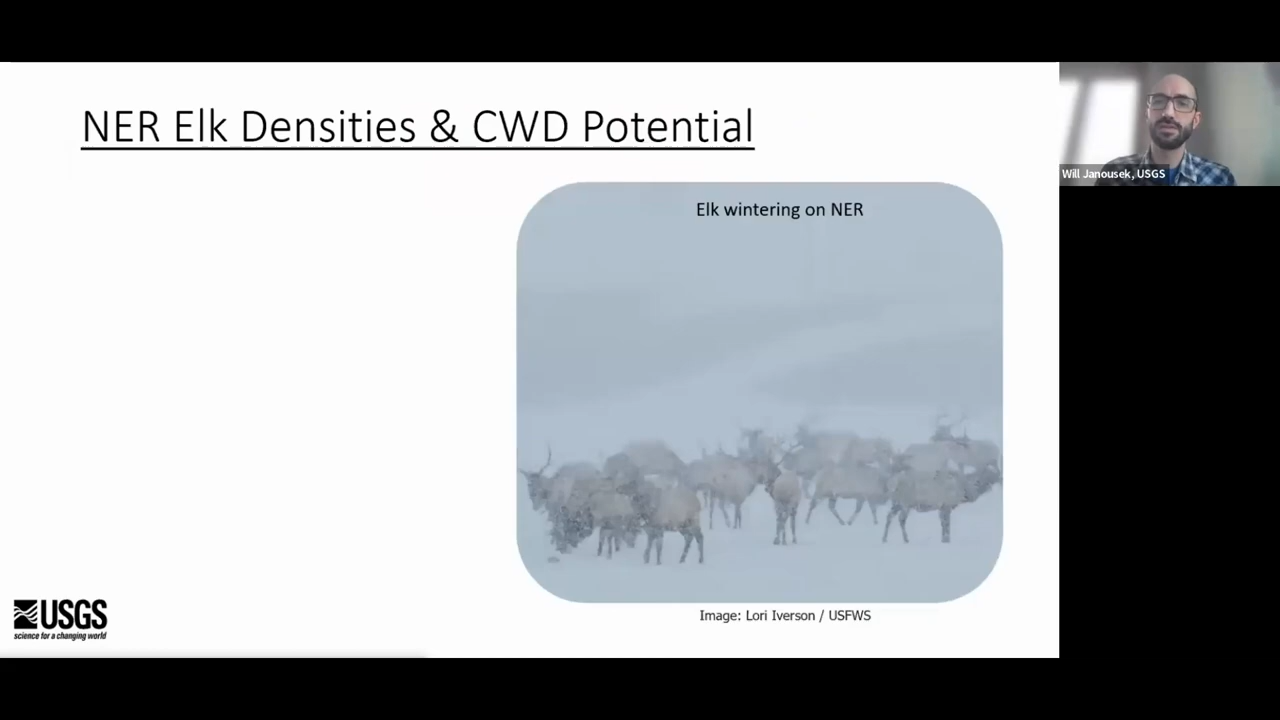 NER Elk Densities & CWD Potential
Will Janousek, USGS
Elk wintering on NER
Image: Lori Iverson / USFWS
USGS
science for a changing world